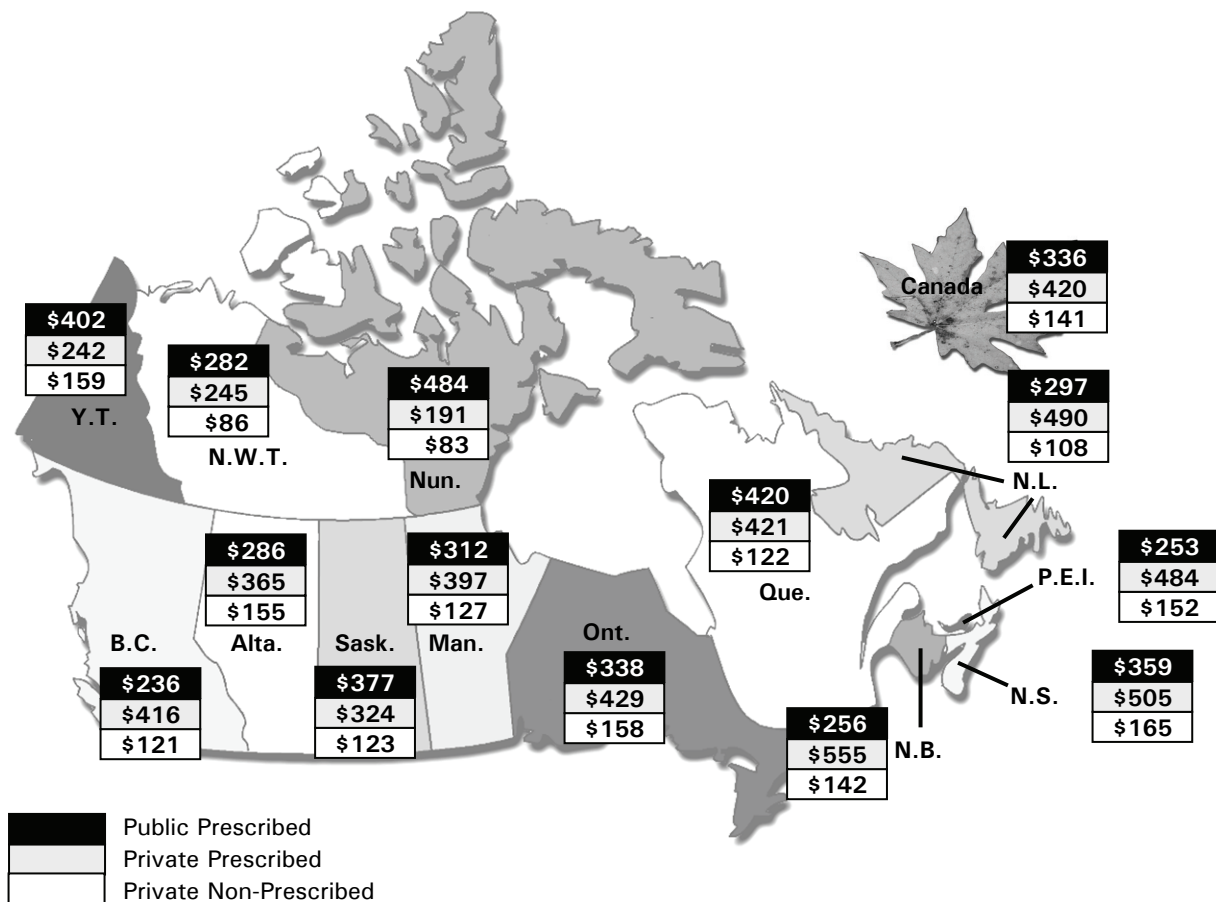 $336
Canada
$420
$141
$402
$242
$159
Y.T.
$282
$245
$86
N.W.T.
$484
$191
$83
Nun.
$297
$490
$108
N.L.
$420
$421
$122
Que.
$253
$484
$152
P.E.I.
B.C.
$236
$416
$121
$286
$365
$155
Alta.
Sask.
$377
$324
$123
$312
$397
$127
Man.
Ont.
$338
$429
$158
$359
$505
$165
N.S.
$256
$555
$142
N.B.
Public Prescribed
Private Prescribed
Private Non-Prescribed